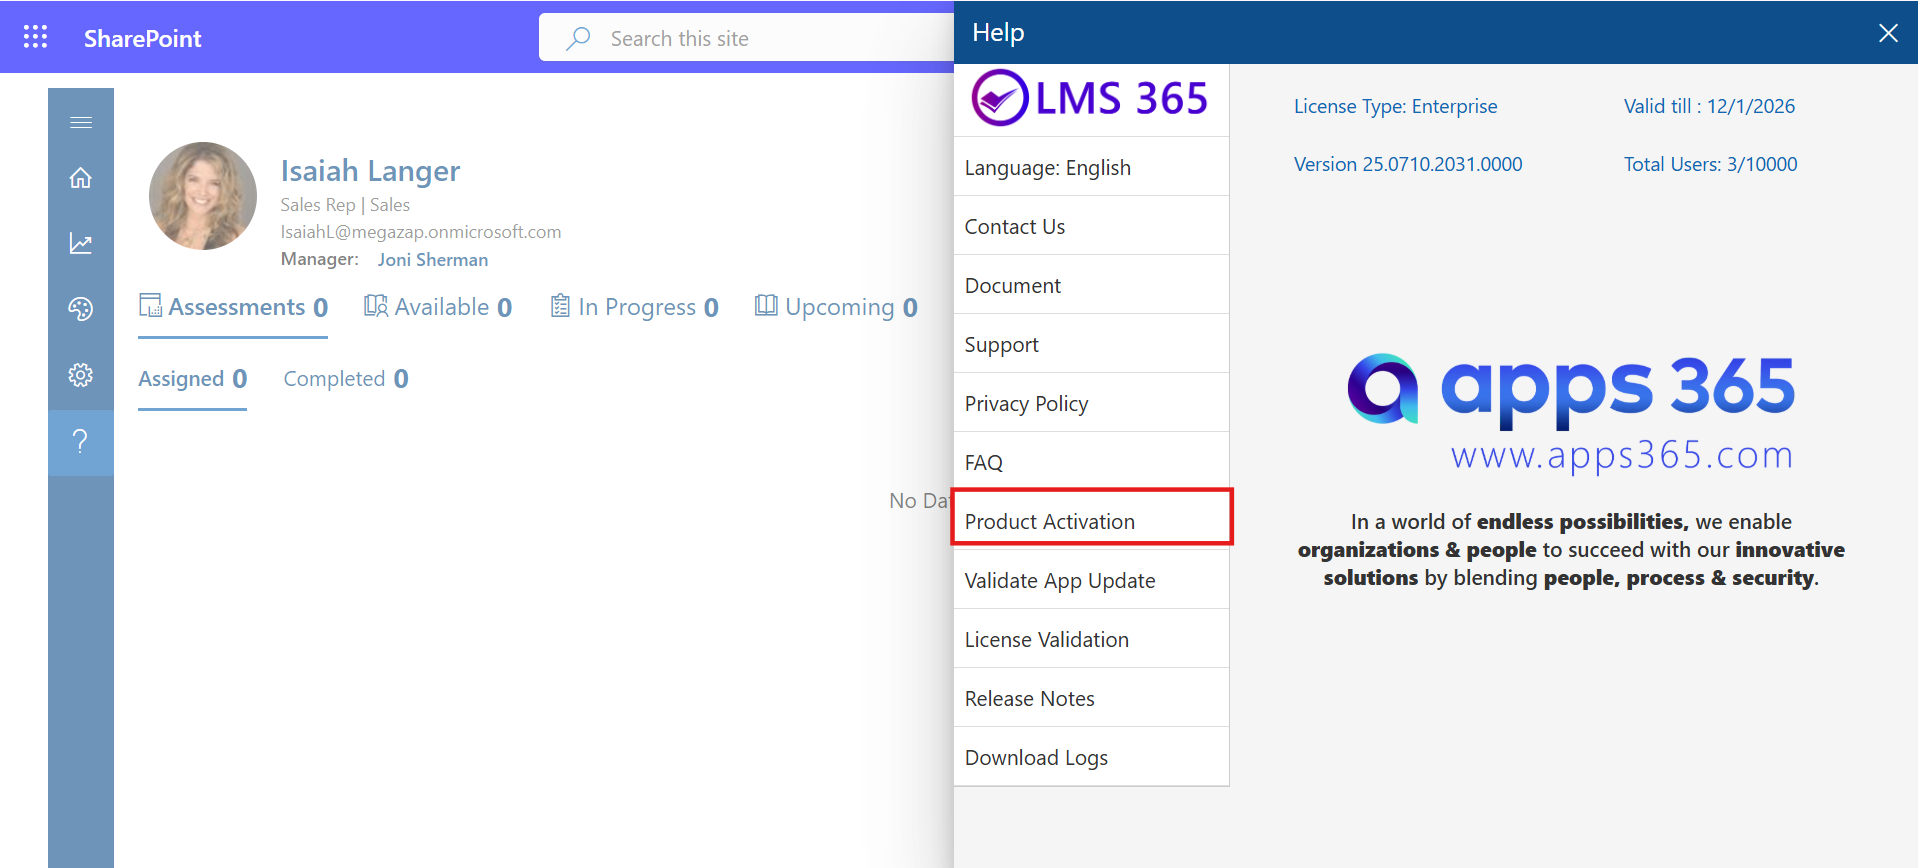 SharePoint
Search this site
Isaiah Langer
Sales Rep | Sales
IsaiahL@megazap.onmicrosoft.com
Manager: Joni Sherman
Assessments 0
Available 0
In Progress 0
Upcoming 0
Assigned 0
Completed 0
No Da
Help
LMS 365
Language: English
Contact Us
Document
Support
Privacy Policy
FAQ
Product Activation
Validate App Update
License Validation
Release Notes
Download Logs
License Type: Enterprise
Valid till : 12/1/2026
Version 25.0710.2031.0000
Total Users: 3/10000
apps 365
www.apps365.com
In a world of endless possibilities, we enable
organizations & people to succeed with our innovative
solutions by blending people, process & security.